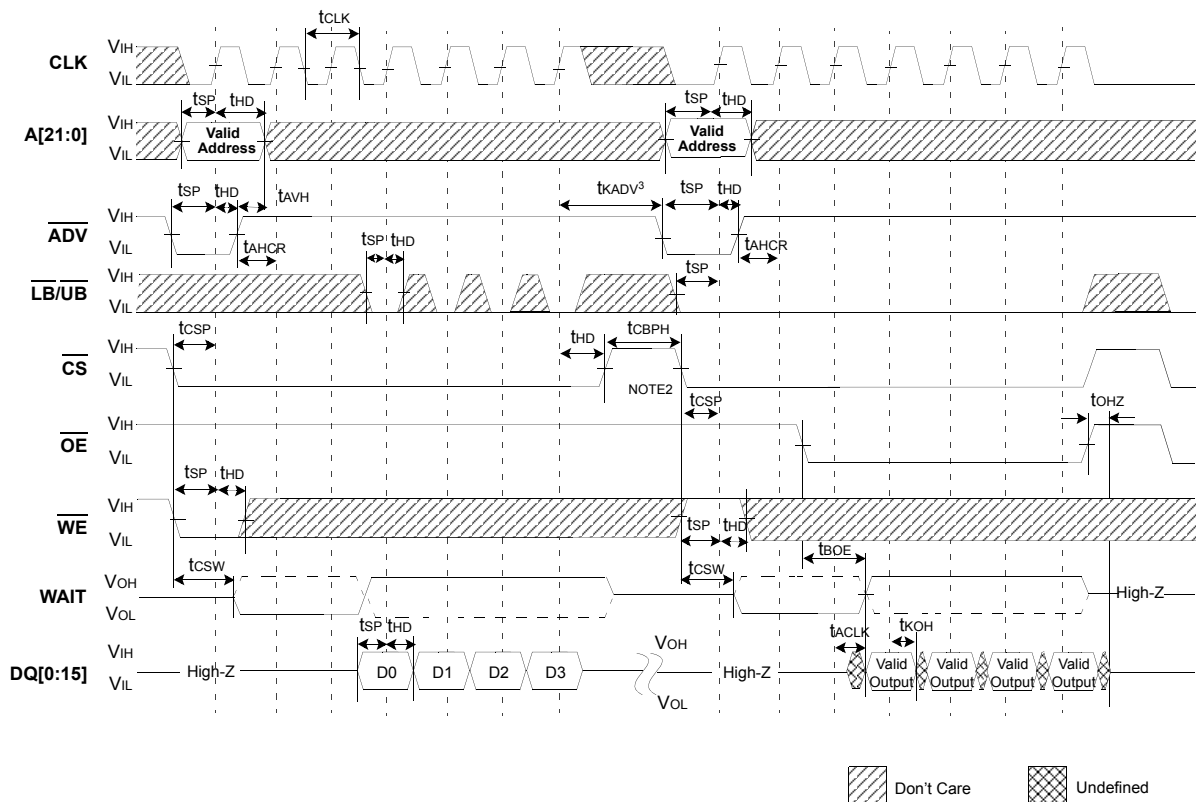 tCLK
VIH
CLK
VIL
tSP tHD tSP tHD
VIH
A[21:0]
Valid Address
Valid Address
VIL
tSP tHD tAVH tKADV3 tSP tHD
VIH
ADV
VIL
tAHCR tSP tHD tAHCR
tSP
VIH
LB/UB
VIL
tCSP tHD tCBPH
VIH
CS
VIL
NOTE2
tCSP tOHZ
VIH
OE
VIL
tSP tHD
VIH
WE
VIL
tSP tHD
tCSW tCSW tBOE
VOH
WAIT
VOL
High-Z
tSP tHD tACLK tKOH
VIH VOH
DQ[0:15]
High-Z D0 D1 D2 D3 High-Z Valid Output Valid Output Valid Output Valid Output
VIL VOL
Don't Care Undefined